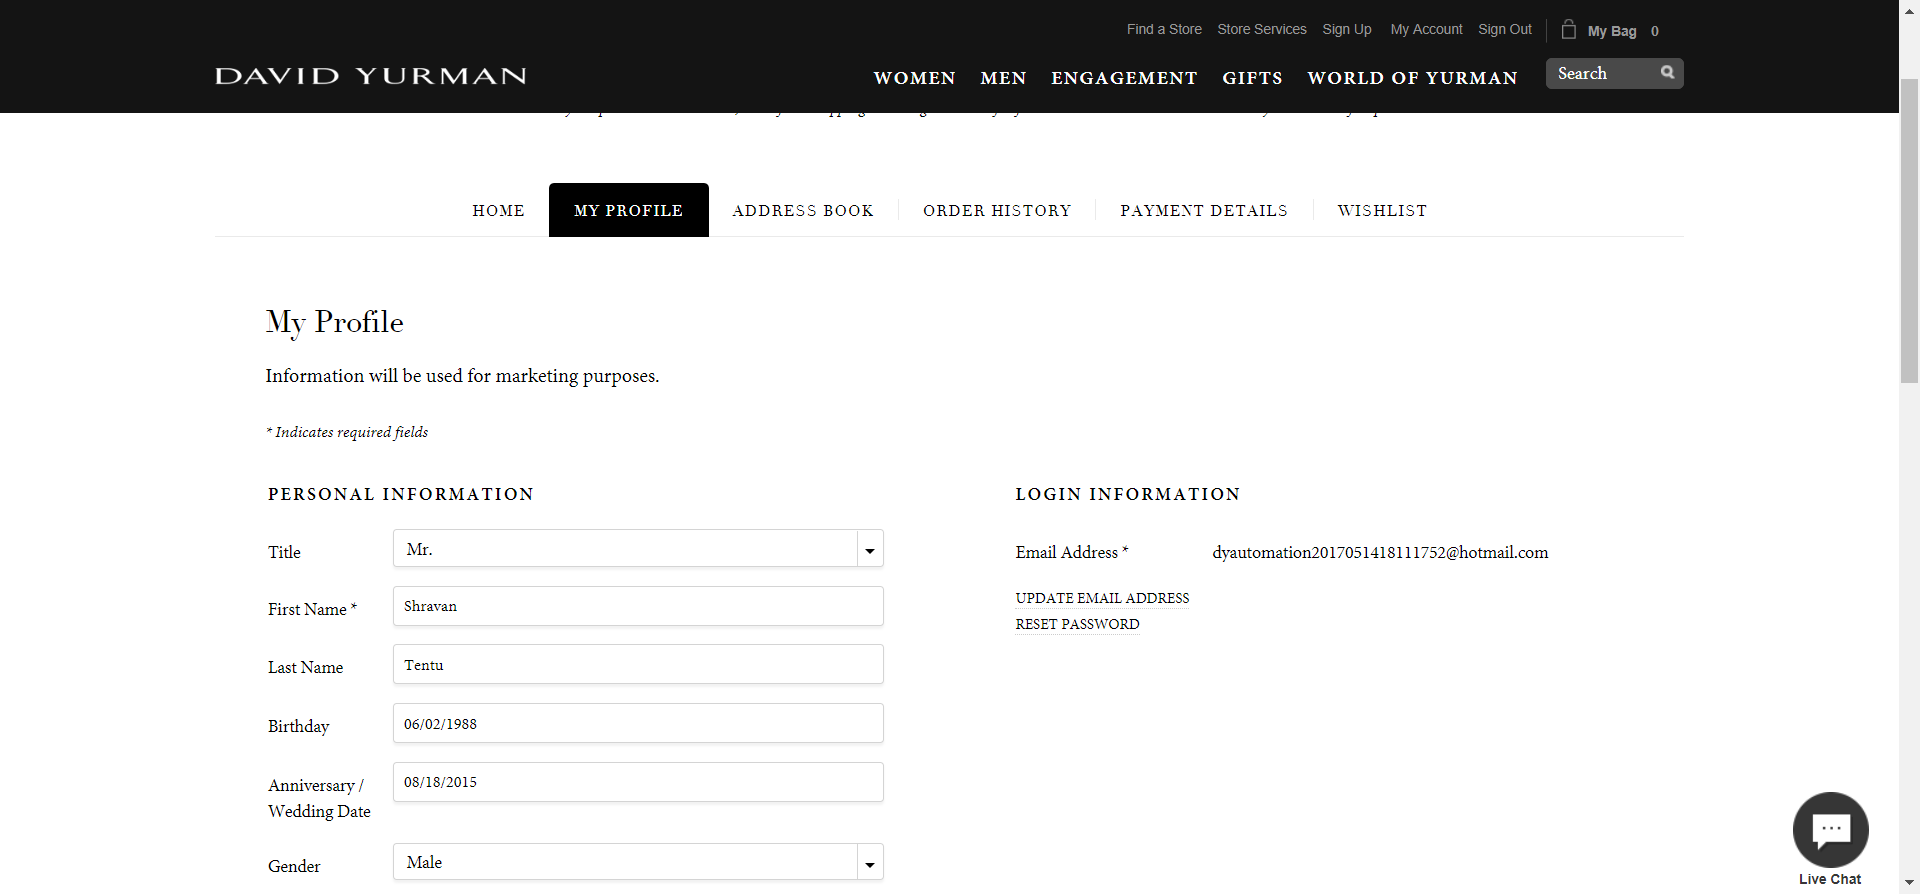 Find a Store Store Services Sign Up My Account Sign Out My Bag 0
DAVID YURMAN
WOMEN MEN ENGAGEMENT GIFTS WORLD OF YURMAN Search
HOME MY PROFILE ADDRESS BOOK ORDER HISTORY PAYMENT DETAILS WISHLIST
My Profile
Information will be used for marketing purposes.
* Indicates required fields
PERSONAL INFORMATION
Title Mr.
First Name * Shravan
Last Name Tentu
Birthday 06/02/1988
Anniversary / 08/18/2015
Wedding Date
Gender Male
LOGIN INFORMATION
Email Address * dyautomation2017051418111752@hotmail.com
UPDATE EMAIL ADDRESS
RESET PASSWORD
Live Chat